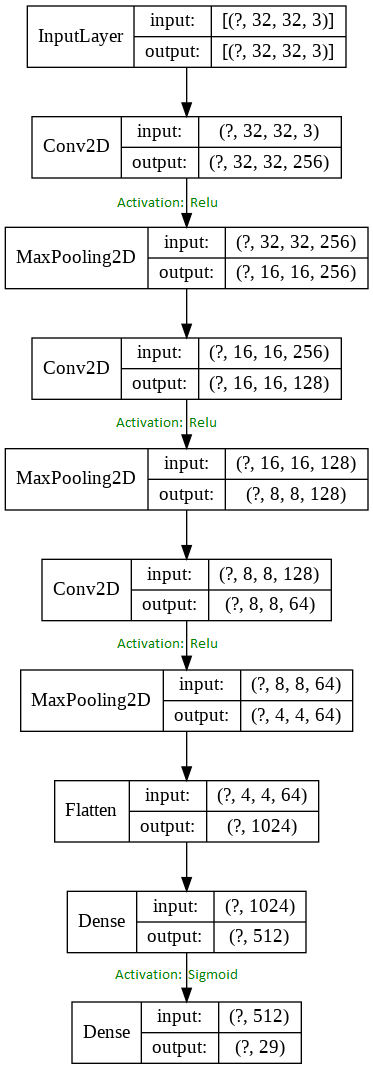 InputLayer input: [(?, 32, 32, 3)]
output: [(?, 32, 32, 3)]
Conv2D input: (?, 32, 32, 3)
output: (?, 32, 32, 256)
Activation: Relu
MaxPooling2D input: (?, 32, 32, 256)
output: (?, 16, 16, 256)
Conv2D input: (?, 16, 16, 256)
output: (?, 16, 16, 128)
Activation: Relu
MaxPooling2D input: (?, 16, 16, 128)
output: (?, 8, 8, 128)
Conv2D input: (?, 8, 8, 128)
output: (?, 8, 8, 64)
Activation: Relu
MaxPooling2D input: (?, 8, 8, 64)
output: (?, 4, 4, 64)
Flatten input: (?, 4, 4, 64)
output: (?, 1024)
Dense input: (?, 1024)
output: (?, 512)
Activation: Sigmoid
Dense input: (?, 512)
output: (?, 29)